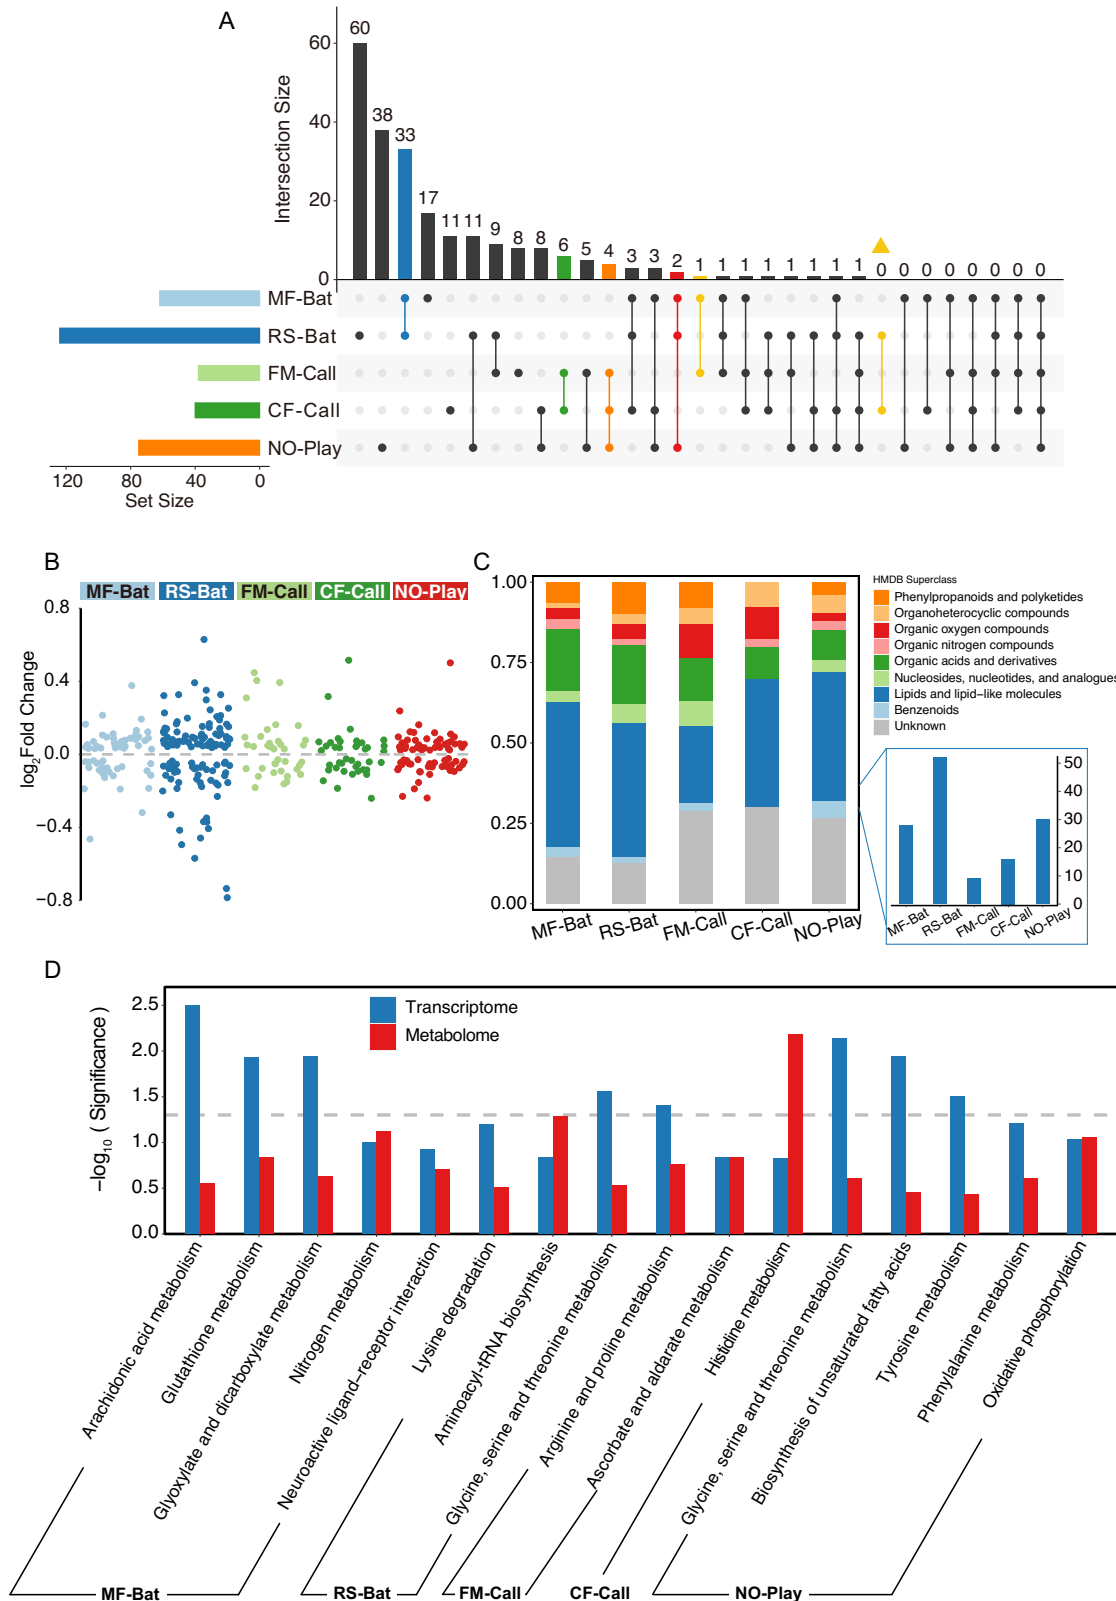 A
Intersection Size
60
40
20
0
60
38
33
17
11
11
9
8
8
6
5
4
3
3
2
1
1
1
1
1
1
1
1
0
0
0
0
0
0
0
0
MF-Bat
RS-Bat
FM-Call
CF-Call
NO-Play
120
80
40
0
Set Size
B
MF-Bat
RS-Bat
FM-Call
CF-Call
NO-Play
log2Fold Change
0.8
0.4
0.0
−0.4
−0.8
C
1.00
0.75
0.50
0.25
0.00
MF-Bat
RS-Bat
FM-Call
CF-Call
NO-Play
HMDB Superclass
Phenylpropanoids and polyketides
Organoheterocyclic compounds
Organic oxygen compounds
Organic nitrogen compounds
Organic acids and derivatives
Nucleosides, nucleotides, and analogues
Lipids and lipid−like molecules
Benzenoids
Unknown
50
40
30
20
10
0
MF-Bat
RS-Bat
FM-Call
CF-Call
NO-Play
D
−log10 ( Significance )
2.5
2.0
1.5
1.0
0.5
0.0
Transcriptome
Metabolome
Arachidonic acid metabolism
Glutathione metabolism
Glyoxylate and dicarboxylate metabolism
Nitrogen metabolism
Neuroactive ligand−receptor interaction
Lysine degradation
Aminoacyl−tRNA biosynthesis
Glycine, serine and threonine metabolism
Arginine and proline metabolism
Ascorbate and aldarate metabolism
Histidine metabolism
Glycine, serine and threonine metabolism
Biosynthesis of unsaturated fatty acids
Tyrosine metabolism
Phenylalanine metabolism
Oxidative phosphorylation
MF-Bat
RS-Bat
FM-Call
CF-Call
NO-Play